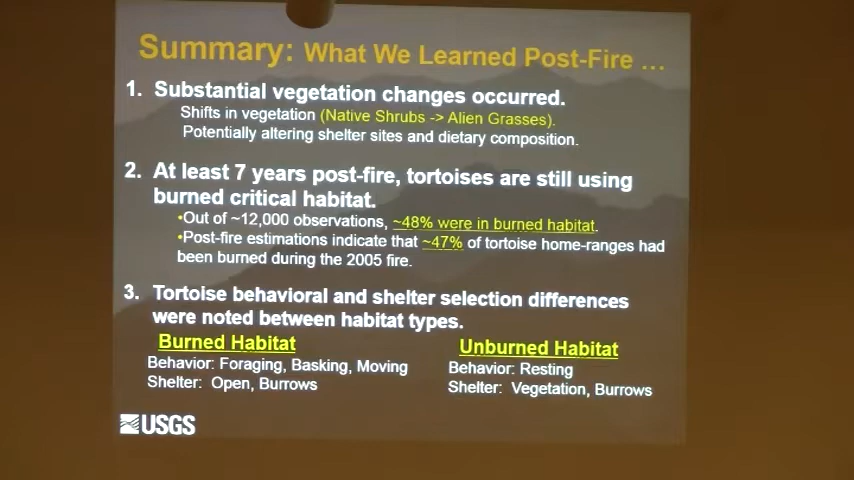 Summary: What We Learned Post-Fire ...
1. Substantial vegetation changes occurred.
Shifts in vegetation (Native Shrubs -> Alien Grasses).
Potentially altering shelter sites and dietary composition.
2. At least 7 years post-fire, tortoises are still using
burned critical habitat.
•Out of ~12,000 observations, ~48% were in burned habitat.
•Post-fire estimations indicate that ~47% of tortoise home-ranges had
been burned during the 2005 fire.
3. Tortoise behavioral and shelter selection differences
were noted between habitat types.
Burned Habitat
Behavior: Foraging, Basking, Moving
Shelter: Open, Burrows
Unburned Habitat
Behavior: Resting
Shelter: Vegetation, Burrows
USGS